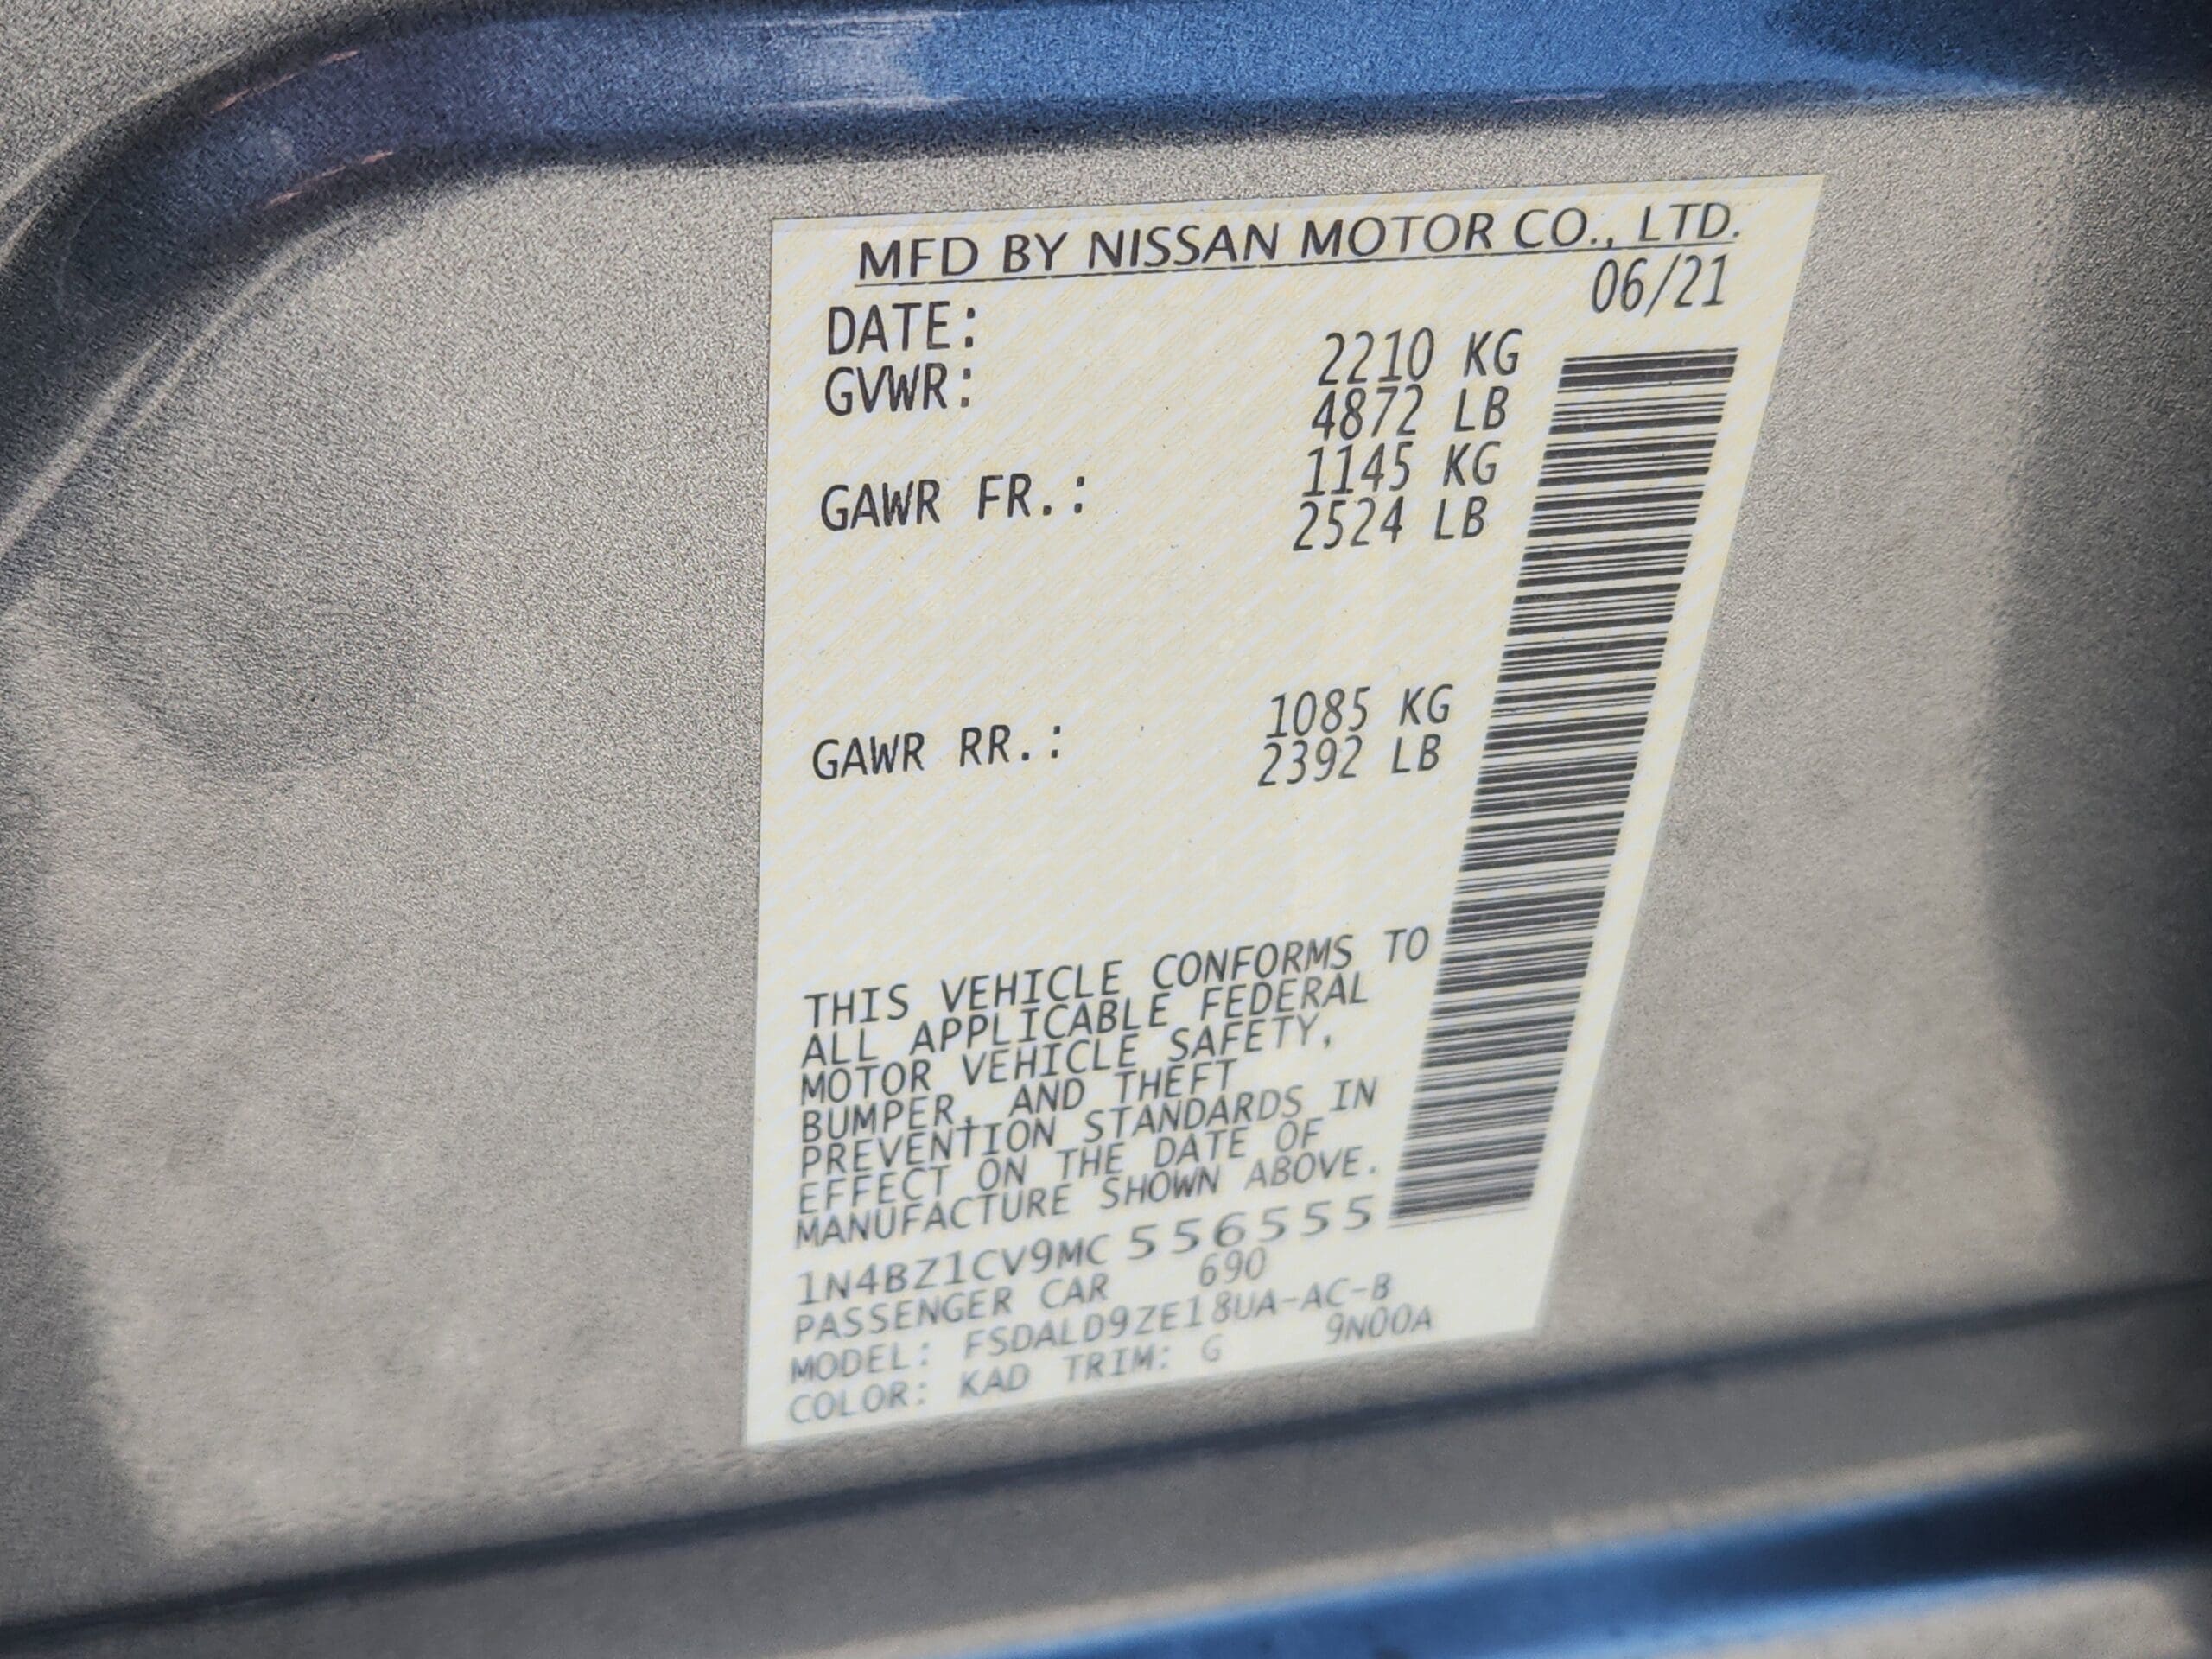 MFD BY NISSAN MOTOR CO., LTD.
DATE: 06/21
GVWR: 2210 KG
4872 LB
GAWR FR.: 1145 KG
2524 LB
GAWR RR.: 1085 KG
2392 LB
THIS VEHICLE CONFORMS TO
ALL APPLICABLE FEDERAL
MOTOR VEHICLE SAFETY,
BUMPER, AND THEFT
PREVENTION STANDARDS IN
EFFECT ON THE DATE OF
MANUFACTURE SHOWN ABOVE.
1N4BZ1CV9MC 556555
PASSENGER CAR 690
MODEL: FSDALD9ZE18UA-AC-B
COLOR: KAD TRIM: G 9N00A